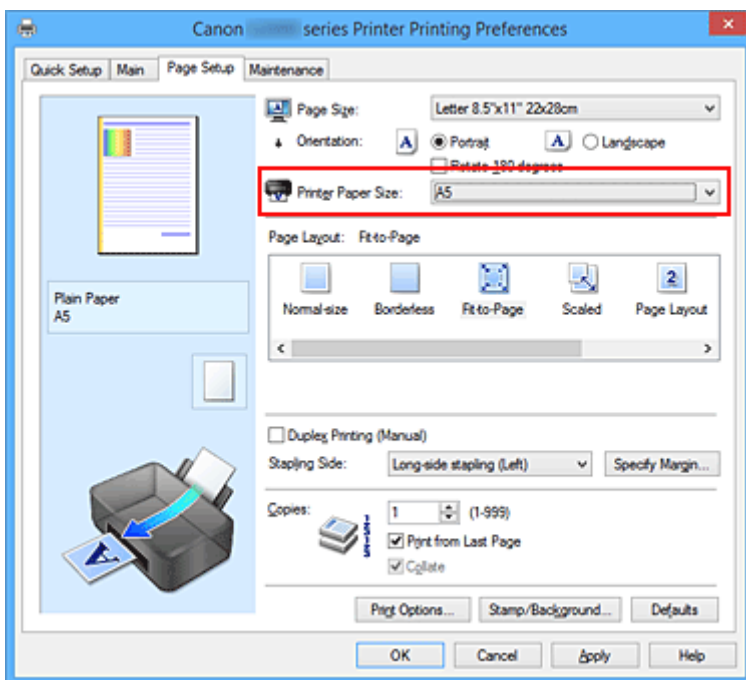 Canon series Printer Printing Preferences
Quick Setup Main Page Setup Maintenance
Page Size: Letter 8.5"x11" 22x28cm
Orientation: A Portrait A Landscape
Rotate 180 degrees
Printer Paper Size: A5
Page Layout: Fit-to-Page
Normal-size Borderless Fit-to-Page Scaled 2 Page Layout
Plain Paper
A5
Duplex Printing (Manual)
Stapling Side: Long-side stapling (Left) Specify Margin...
Copies: 1 (1-999)
Print from Last Page
Collate
A
Print Options... Stamp/Background... Defaults
OK Cancel Apply Help